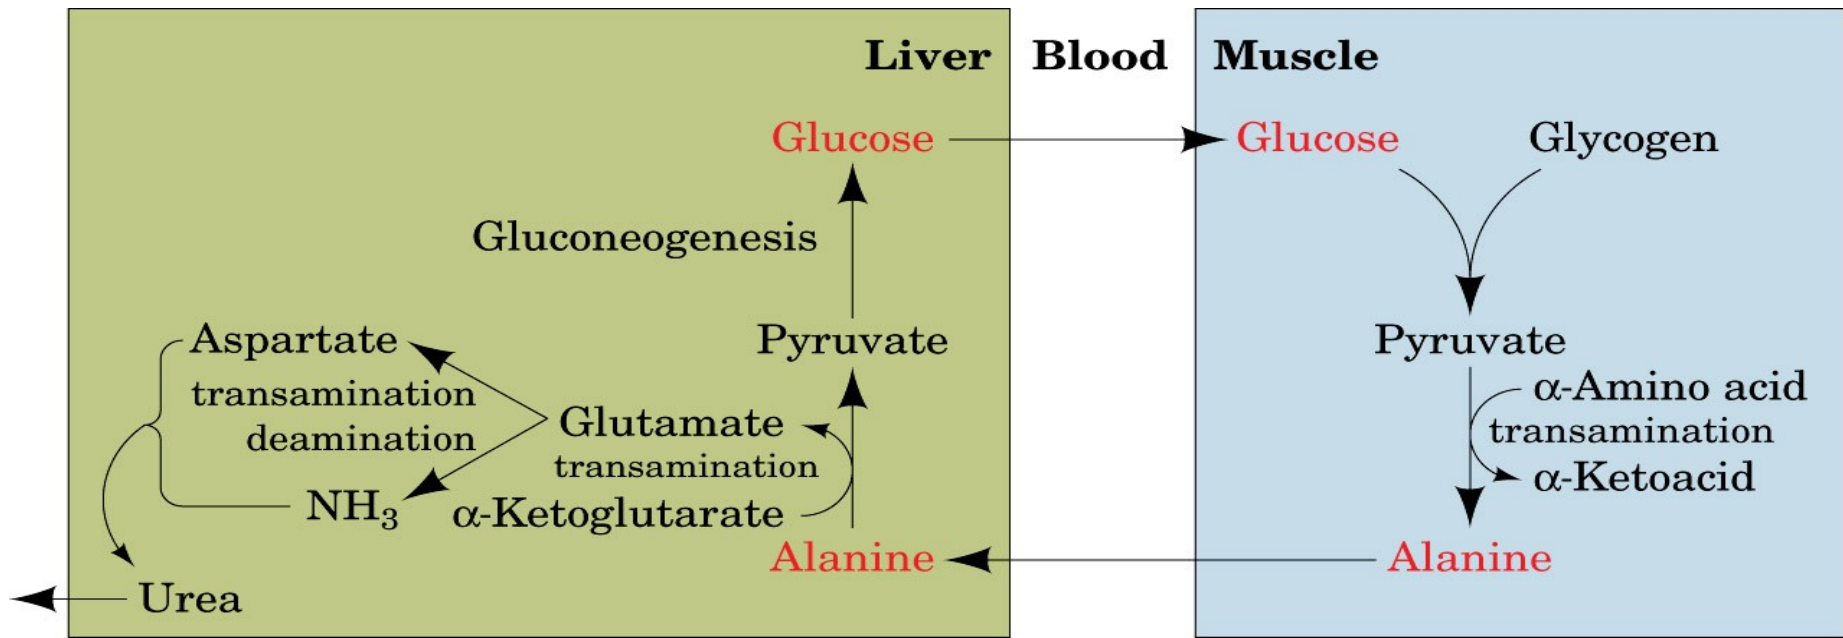 Liver
Blood
Muscle
Glucose
Glucose
Glycogen
Gluconeogenesis
Aspartate
Pyruvate
Pyruvate
transamination
α-Amino acid
deamination
Glutamate
transamination
transamination
α-Ketoacid
NH₃
α-Ketoglutarate
Alanine
Alanine
Urea